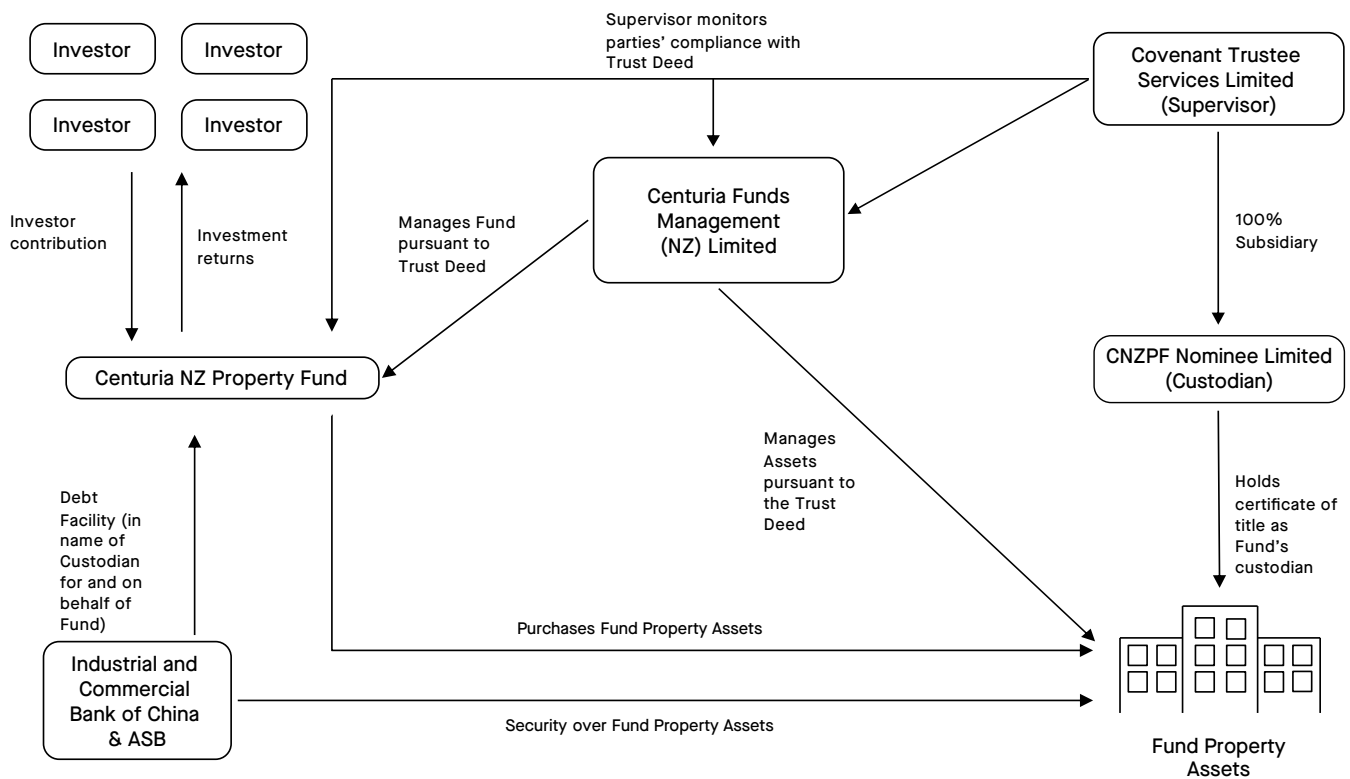 Supervisor monitors
parties’ compliance with
Trust Deed
Investor
Investor
Investor
Investor
Covenant Trustee
Services Limited
(Supervisor)
Centuria Funds
Management
(NZ) Limited
Investor
contribution
Investment
returns
Manages Fund
pursuant to
Trust Deed
100%
Subsidiary
Centuria NZ Property Fund
CNZPF Nominee Limited
(Custodian)
Manages
Assets
pursuant to
the Trust
Deed
Holds
certificate of
title as
Fund’s
custodian
Debt
Facility (in
name of
Custodian
for and on
behalf of
Fund)
Purchases Fund Property Assets
Industrial and
Commercial
Bank of China
& ASB
Security over Fund Property Assets
Fund Property
Assets